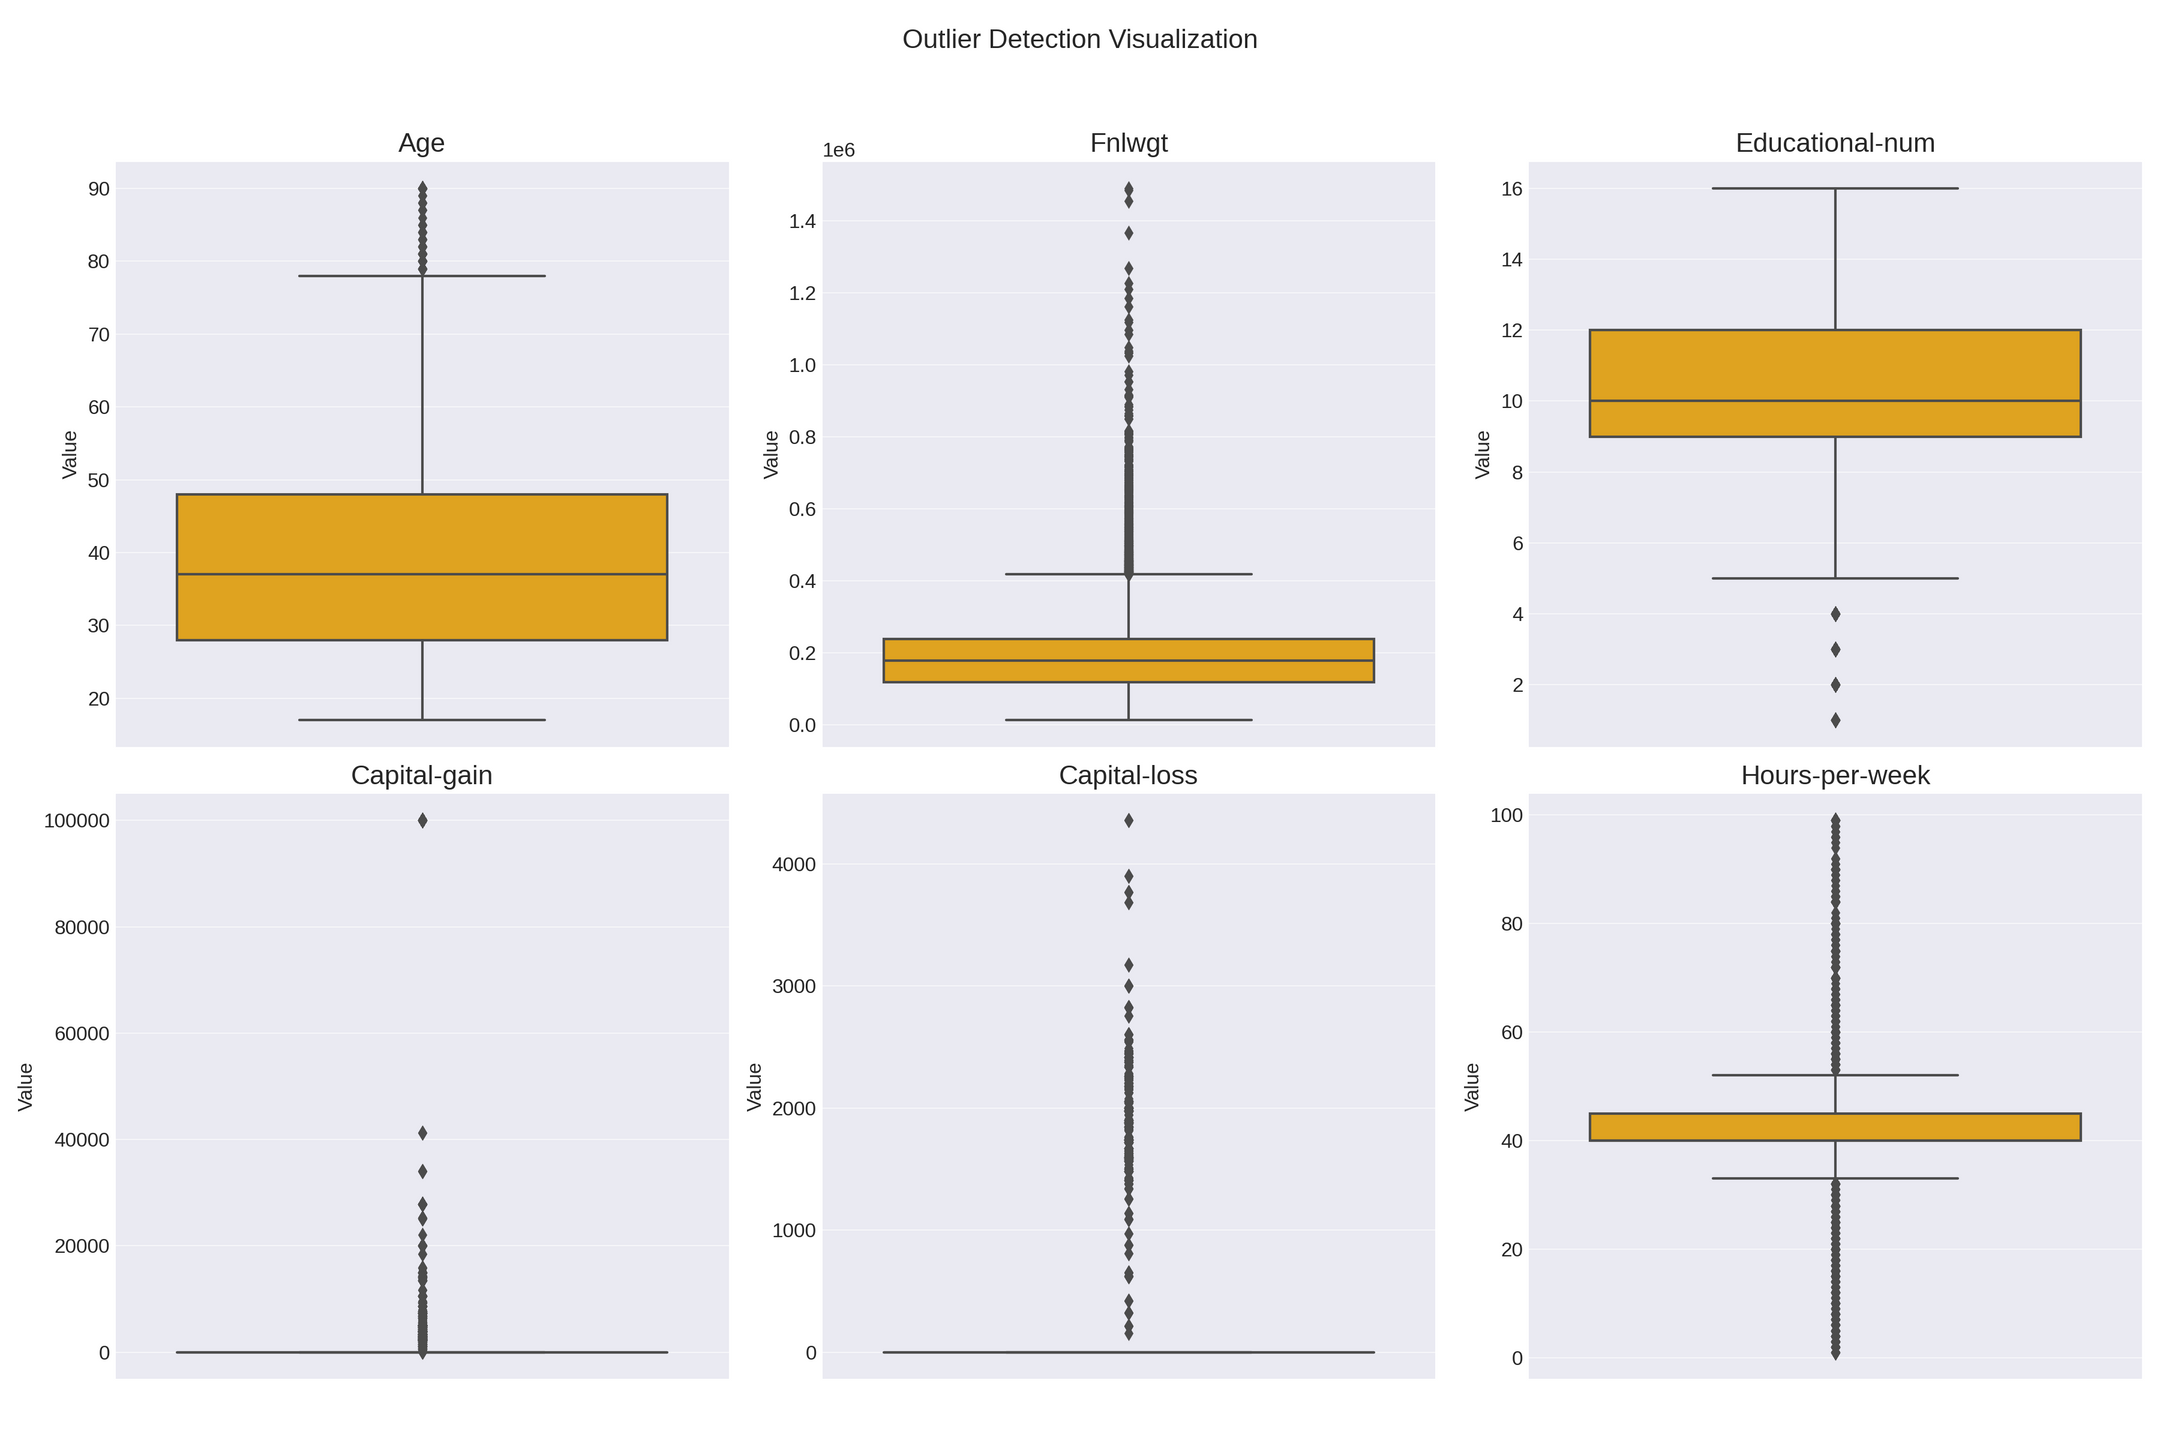 Outlier Detection Visualization
Age
Value
90
80
70
60
50
40
30
20
Fnlwgt
1e6
Value
1.4
1.2
1.0
0.8
0.6
0.4
0.2
0.0
Educational-num
Value
16
14
12
10
8
6
4
2
Capital-gain
Value
100000
80000
60000
40000
20000
0
Capital-loss
Value
4000
3000
2000
1000
0
Hours-per-week
Value
100
80
60
40
20
0